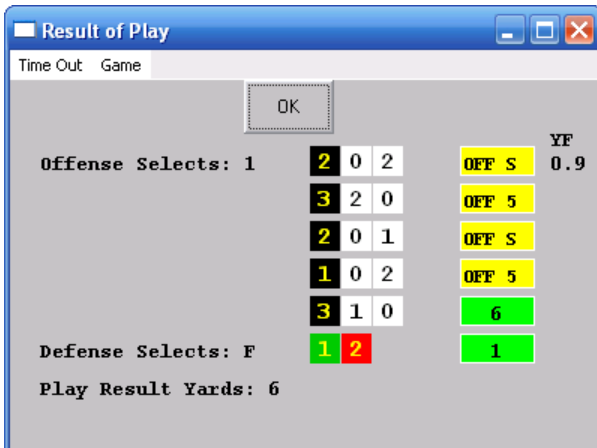 Result of Play
Time Out Game
OK
YF
Offense Selects: 1 2 0 2 OFF S 0.9
3 2 0 OFF 5
2 0 1 OFF S
1 0 2 OFF 5
3 1 0 6
Defense Selects: F 1 2 1
Play Result Yards: 6